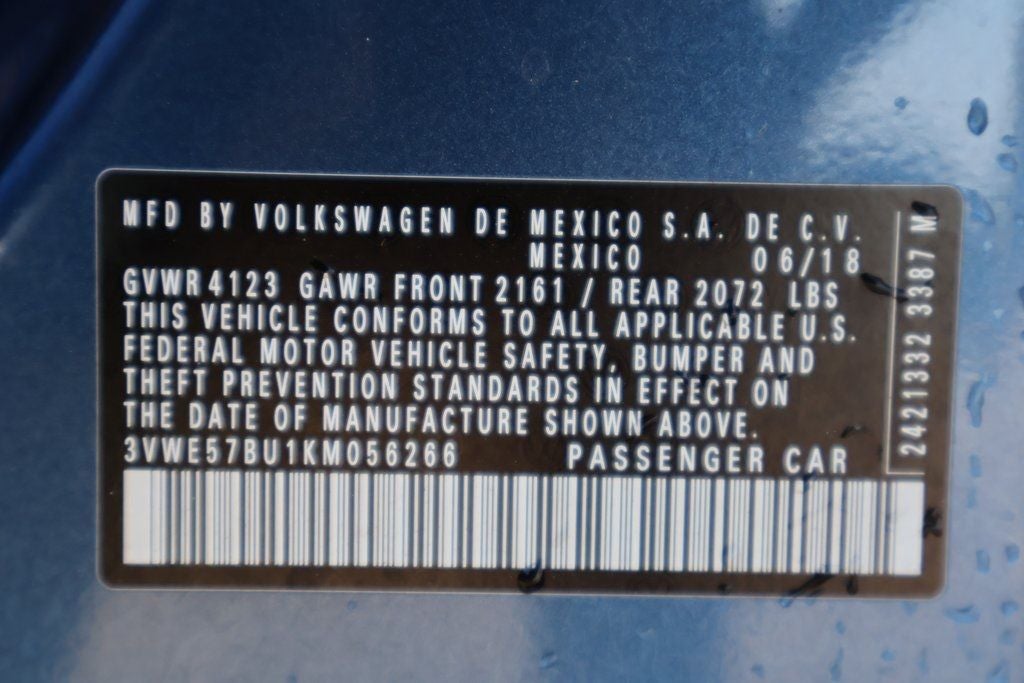 MFD BY VOLKSWAGEN DE MEXICO S.A. DE C.V.
MEXICO 06/18
GVWR 4123 GAWR FRONT 2161 / REAR 2072 LBS
THIS VEHICLE CONFORMS TO ALL APPLICABLE U.S.
FEDERAL MOTOR VEHICLE SAFETY, BUMPER AND
THEFT PREVENTION STANDARDS IN EFFECT ON
THE DATE OF MANUFACTURE SHOWN ABOVE.
3VWE57BU1KM056266 PASSENGER CAR
2421332 3387 M